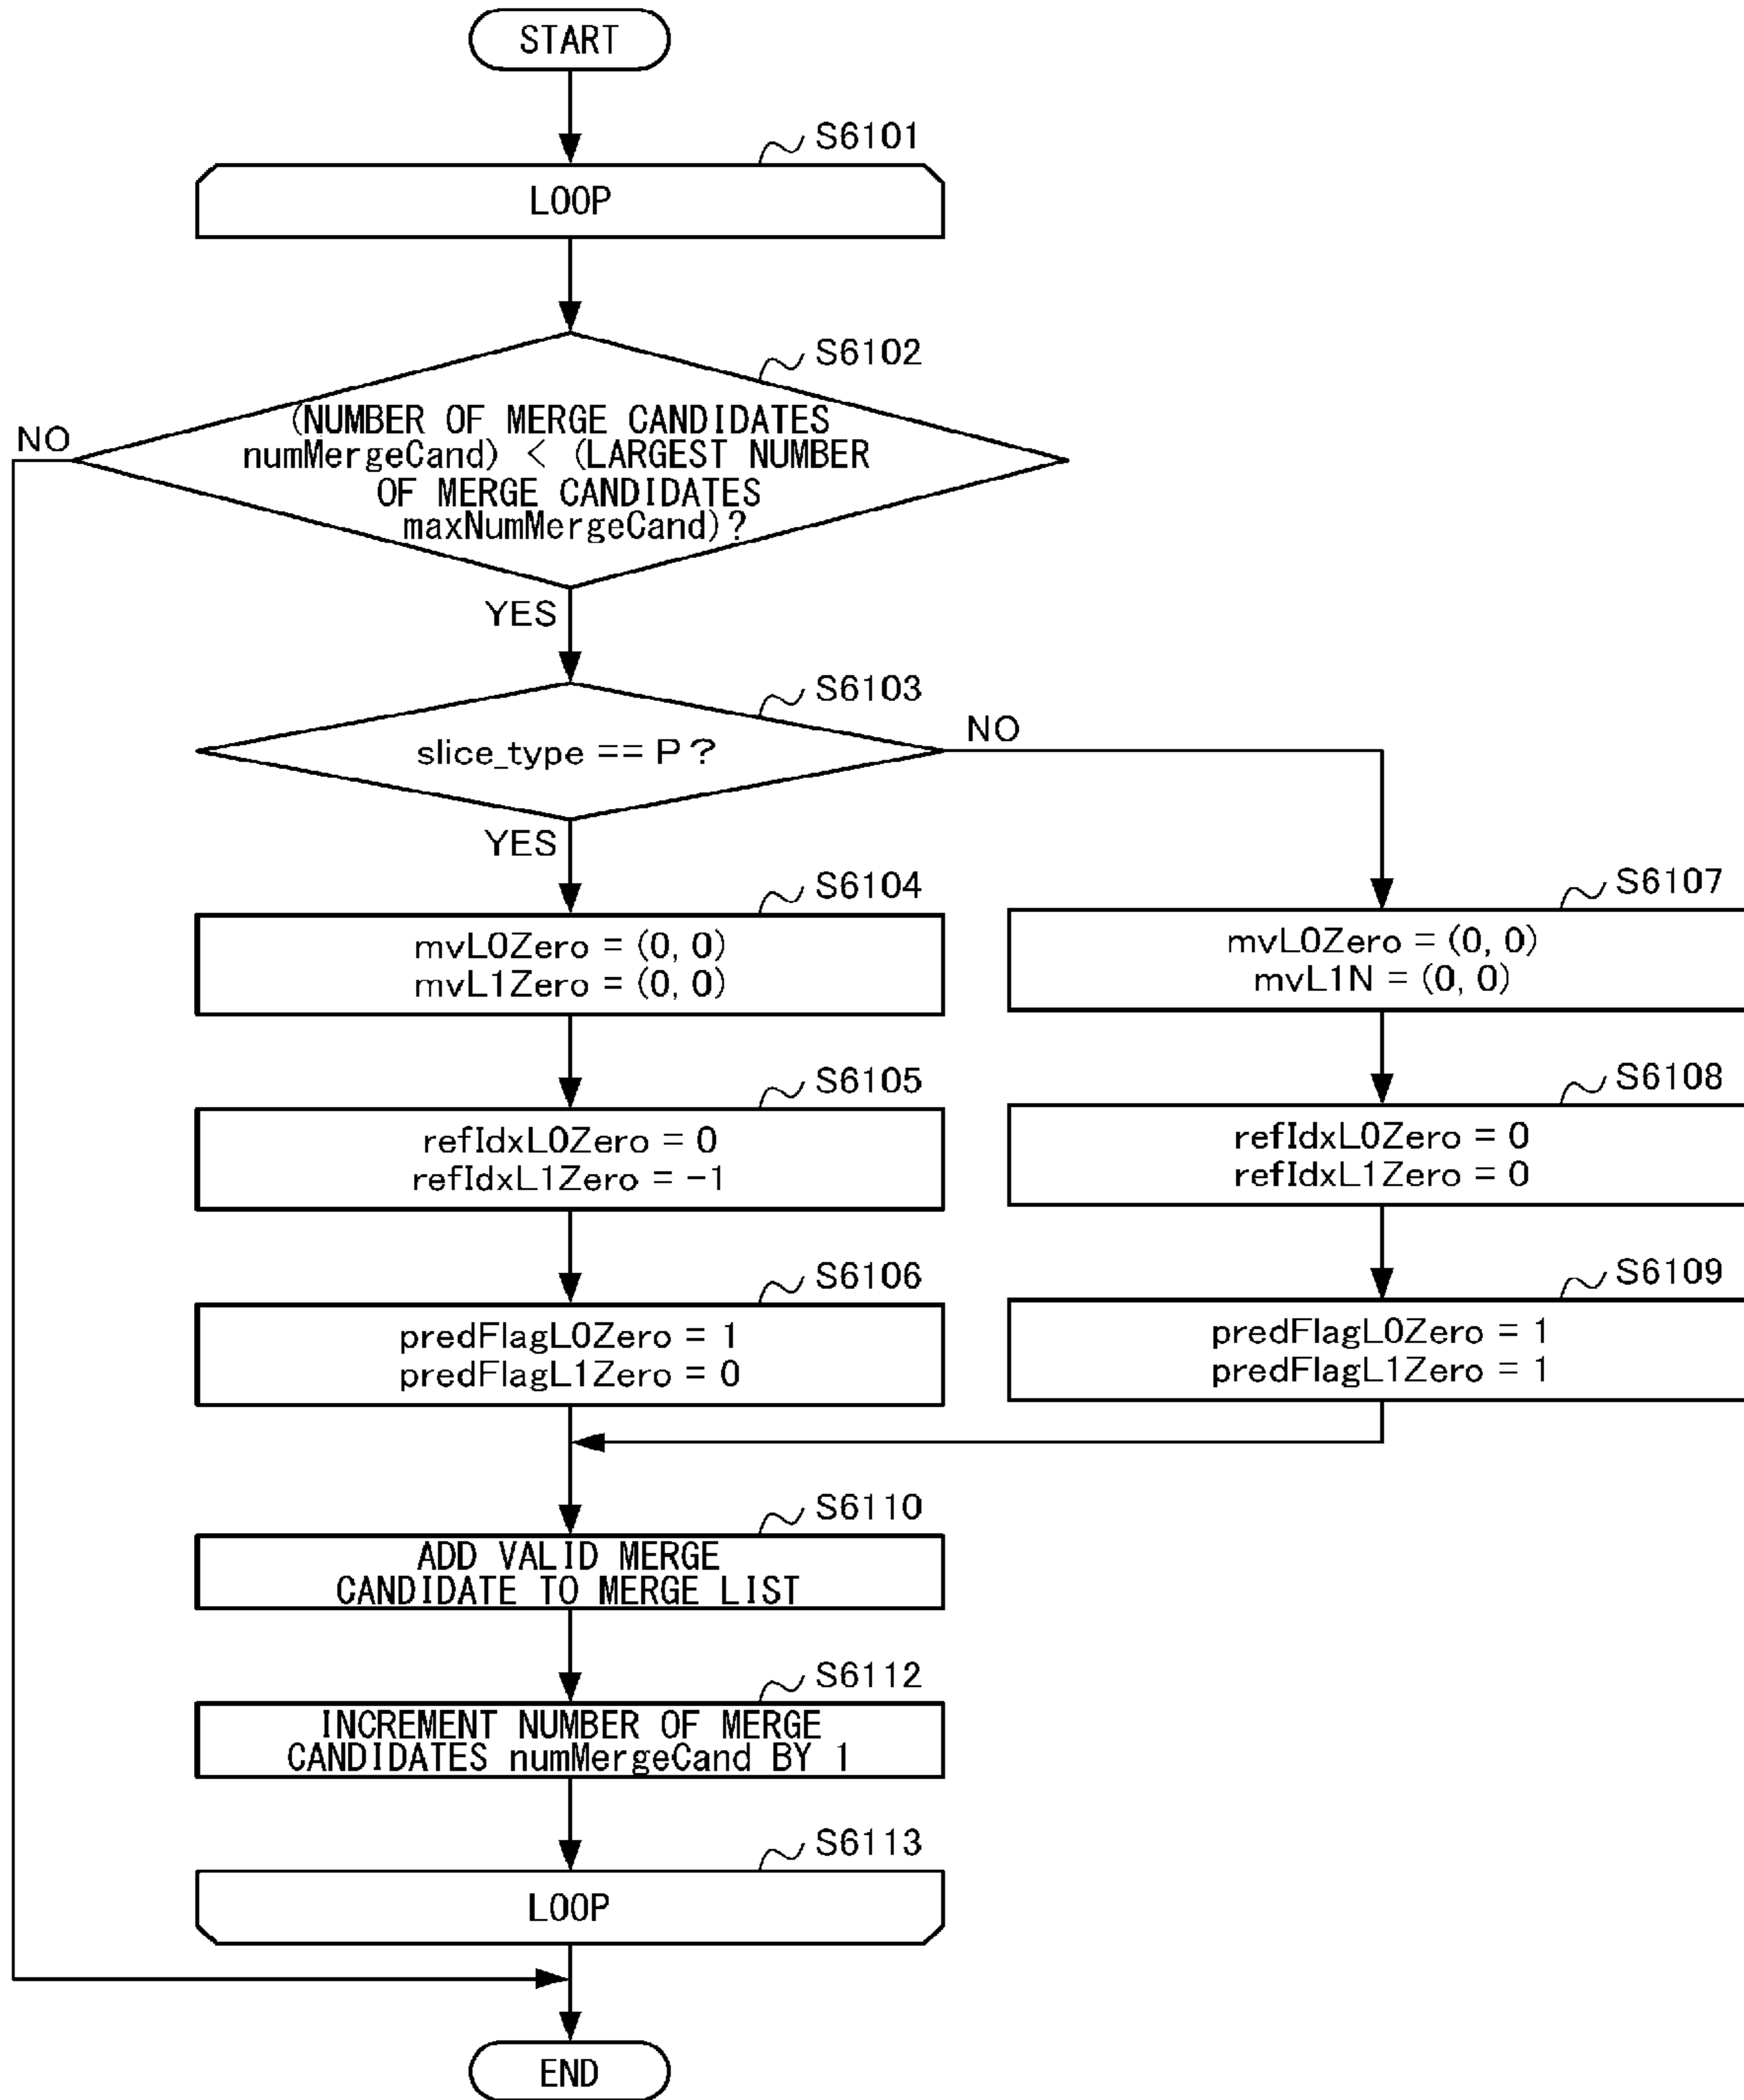 START
S6101
LOOP
S6102
(NUMBER OF MERGE CANDIDATES
numMergeCand) < (LARGEST NUMBER
OF MERGE CANDIDATES
maxNumMergeCand)?
NO
YES
S6103
slice_type == P ?
NO
YES
S6104
mvL0Zero = (0, 0)
mvL1Zero = (0, 0)
S6107
mvL0Zero = (0, 0)
mvL1N = (0, 0)
S6105
refIdxL0Zero = 0
refIdxL1Zero = -1
S6108
refIdxL0Zero = 0
refIdxL1Zero = 0
S6106
predFlagL0Zero = 1
predFlagL1Zero = 0
S6109
predFlagL0Zero = 1
predFlagL1Zero = 1
S6110
ADD VALID MERGE
CANDIDATE TO MERGE LIST
S6112
INCREMENT NUMBER OF MERGE
CANDIDATES numMergeCand BY 1
S6113
LOOP
END